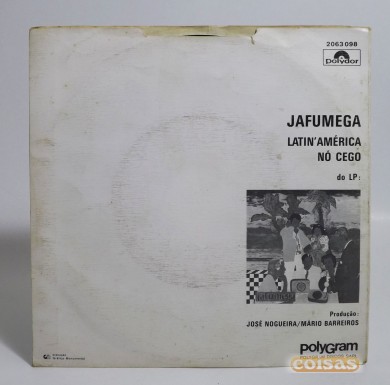 2063 098
polydor
JAFUMEGA
LATIN'AMÉRICA
NÓ CEGO
do LP:
Produção:
JOSÉ NOGUEIRA/MÁRIO BARREIROS
polyGram
coisas